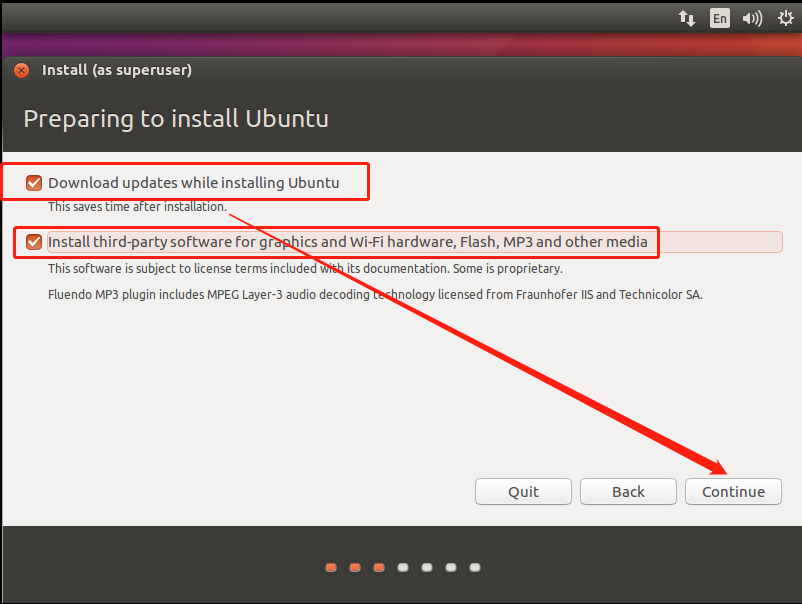 En
Install (as superuser)
Preparing to install Ubuntu
Download updates while installing Ubuntu
This saves time after installation.
Install third-party software for graphics and Wi-Fi hardware, Flash, MP3 and other media
This software is subject to license terms included with its documentation. Some is proprietary.
Fluendo MP3 plugin includes MPEG Layer-3 audio decoding technology licensed from Fraunhofer IIS and Technicolor SA.
Quit
Back
Continue